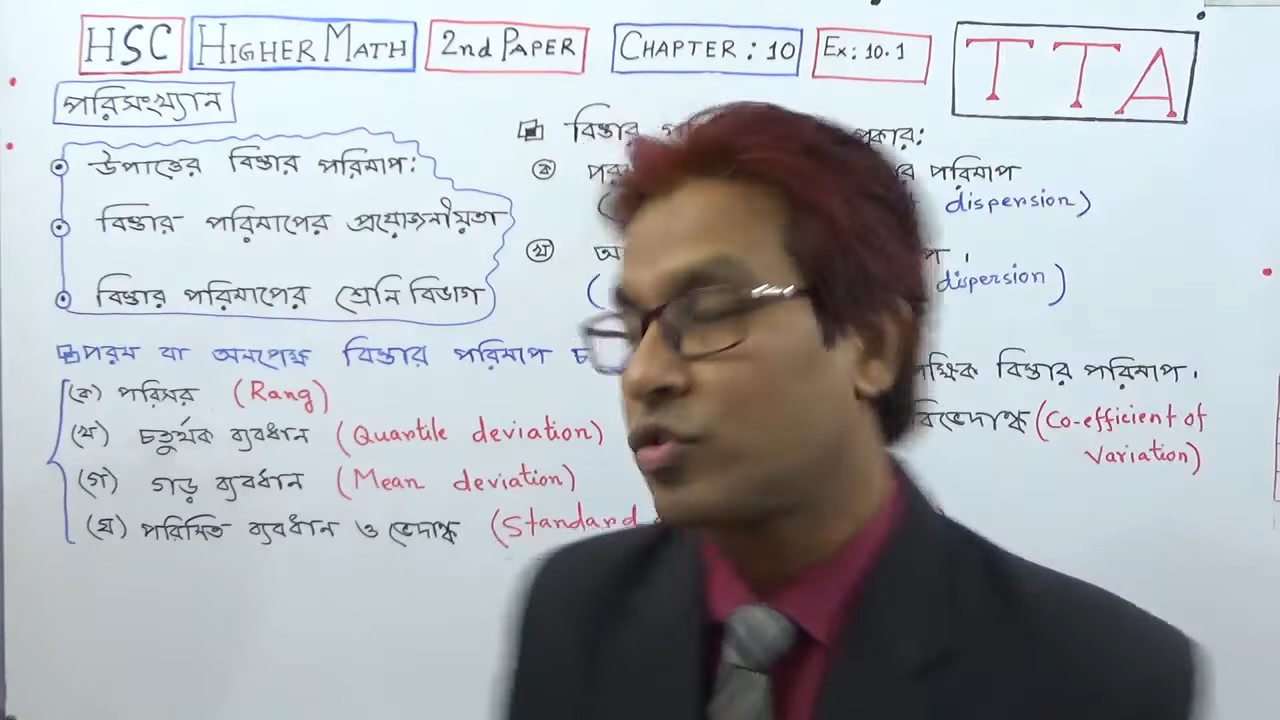 HSC HIGHER MATH 2nd PAPER CHAPTER : 10 Ex: 10.1 TTA
পরিসংখ্যান
উপাত্তের বিস্তার পরিমাপ:
বিস্তার পরিমাপের প্রয়োজনীয়তা
বিস্তার পরিমাপের শ্রেনি বিভাগ
পরম বা অনপেক্ষ বিস্তার পরিমাপ
(ক) পরিসর (Rang)
(খ) চতুর্থক ব্যবধান (Quartile deviation)
(গ) গড় ব্যবধান (Mean deviation)
(ঘ) পরিমিত ব্যবধান ও ভেদাঙ্ক (Standard
বিস্তার
ক পরিমাপ
dispersion)
খ
dispersion)
বিস্তার পরিমাপ.
বিভেদাঙ্ক (Co-efficient of
variation)